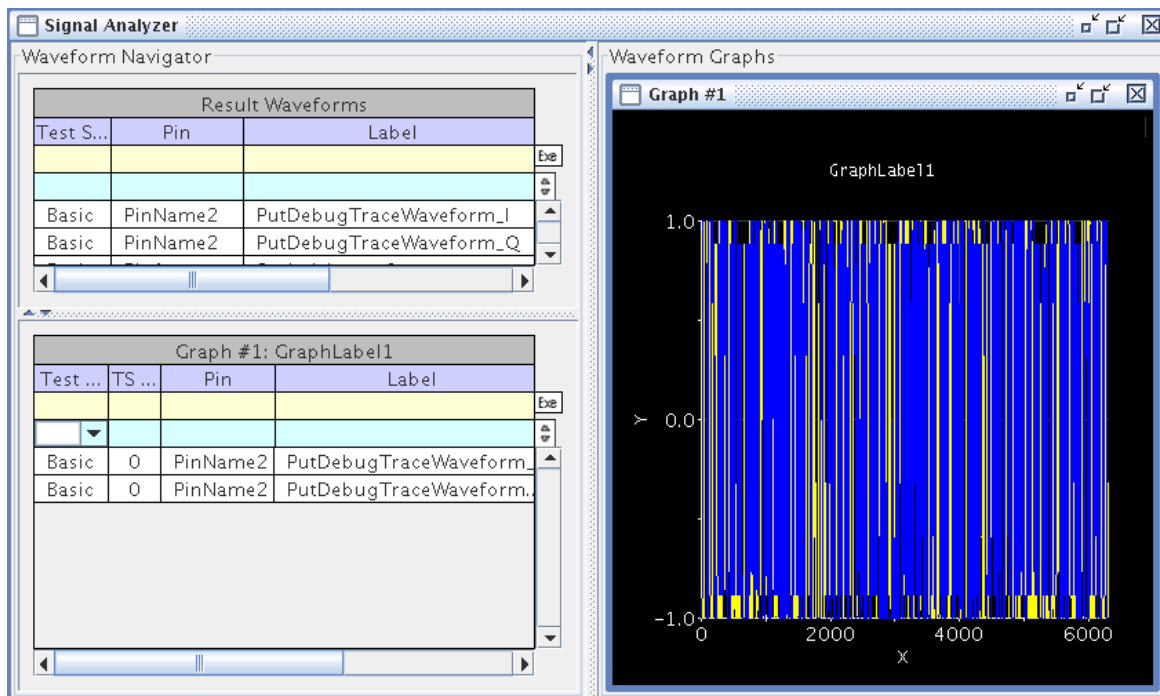 Signal Analyzer
Waveform Navigator
Result Waveforms
Test S... Pin Label
Exe
Basic PinName2 PutDebugTraceWaveform_I
Basic PinName2 PutDebugTraceWaveform_Q
Graph #1: GraphLabel1
Test ... TS ... Pin Label
Exe
Basic 0 PinName2 PutDebugTraceWaveform_
Basic 0 PinName2 PutDebugTraceWaveform..
Waveform Graphs
Graph #1
GraphLabel1
1.0
Y 0.0
-1.0
0 2000 4000 6000
X